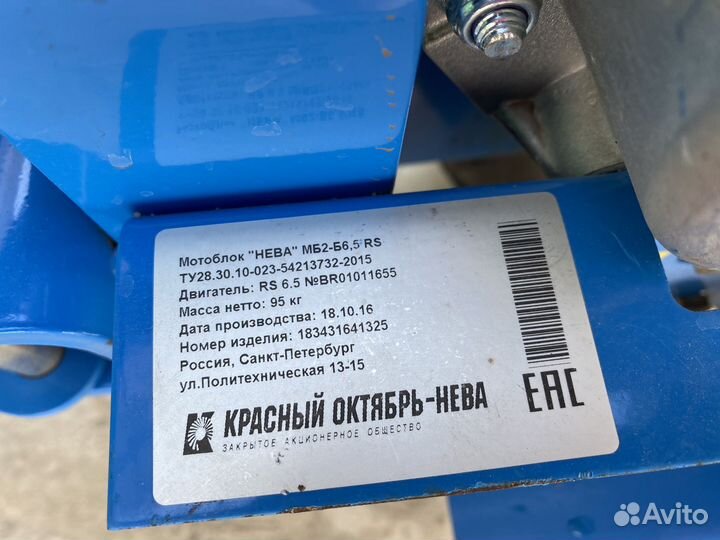 Мотоблок "НЕВА" МБ2-Б6,5 RS
ТУ28.30.10-023-54213732-2015
Двигатель: RS 6.5 №BR01011655
Масса нетто: 95 кг
Дата производства: 18.10.16
Номер изделия: 183431641325
Россия, Санкт-Петербург
ул.Политехническая 13-15
КРАСНЫЙ ОКТЯБРЬ-НЕВА
ЗАКРЫТОЕ АКЦИОНЕРНОЕ ОБЩЕСТВО
EAC
Avito